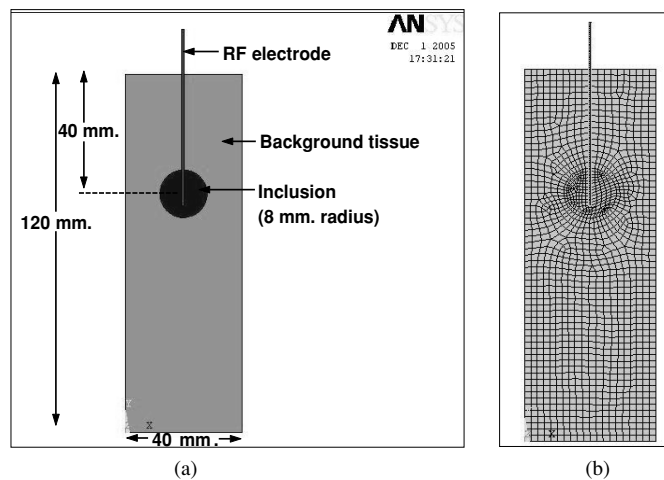 ANSYS
DEC 1 2005
17:31:21
RF electrode
40 mm.
Background tissue
Inclusion
(8 mm. radius)
120 mm.
Y
X
40 mm.
X
(a)
(b)